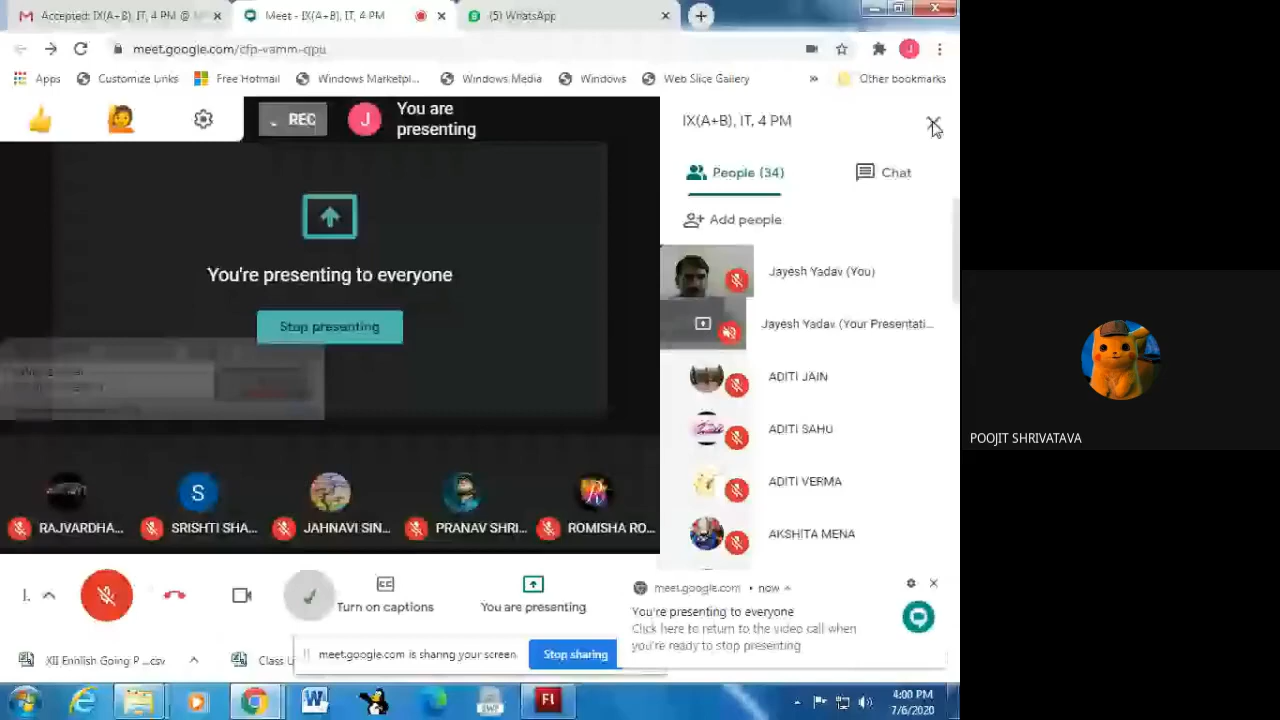 Accepted: IX(A+B), IT, 4 PM @ M
Meet - IX(A+B), IT, 4 PM
(5) WhatsApp
meet.google.com/cfp-vamm-qpu
J
Apps
Customize Links
Free Hotmail
Windows Marketpl...
Windows Media
Windows
Web Slice Gallery
»
Other bookmarks
REC
J
You are
presenting
IX(A+B), IT, 4 PM
People (34)
Chat
Add people
You're presenting to everyone
Stop presenting
Jayesh Yadav (You)
Jayesh Yadav (Your Presentati...
ADITI JAIN
ADITI SAHU
ADITI VERMA
AKSHITA MENA
POOJIT SHRIVATAVA
S
RAJVARDHA...
SRISHTI SHA...
JAHNAVI SIN...
PRANAV SHRI...
ROMISHA RO...
Turn on captions
You are presenting
meet.google.com • now
You're presenting to everyone
Click here to return to the video call when
you're ready to stop presenting
meet.google.com is sharing your screen.
Stop sharing
XII Ennlish Going P....csv
Class
4:00 PM
7/6/2020